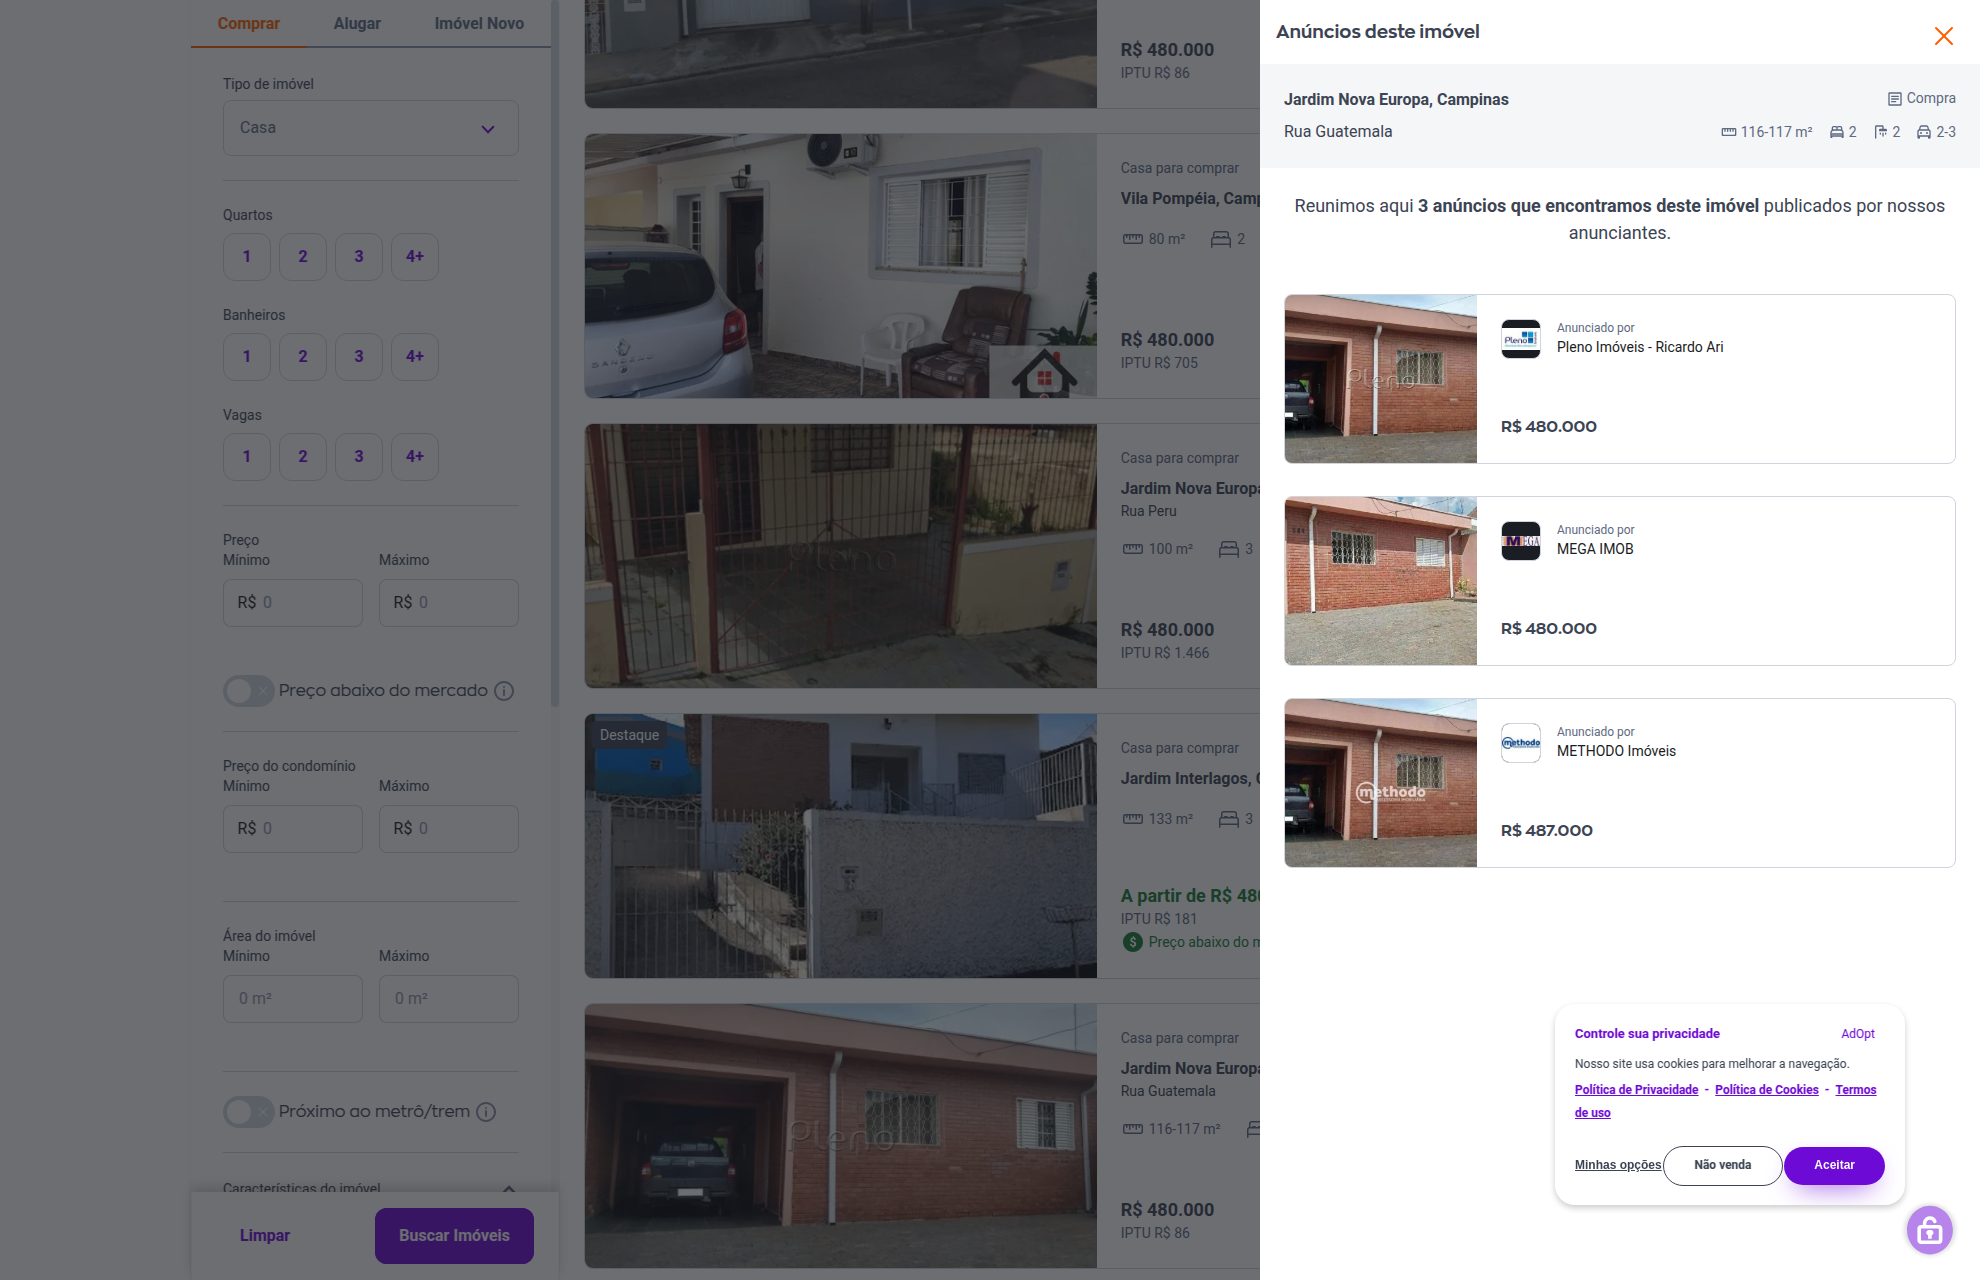 Comprar
Alugar
Imóvel Novo
Tipo de imóvel
Casa
Quartos
1
2
3
4+
Banheiros
1
2
3
4+
Vagas
1
2
3
4+
Preço
Mínimo
Máximo
R$ 0
R$ 0
Preço abaixo do mercado
Preço do condomínio
Mínimo
Máximo
R$ 0
R$ 0
Área do imóvel
Mínimo
Máximo
0 m²
0 m²
Próximo ao metrô/trem
Características do imóvel
Limpar
Buscar Imóveis
R$ 480.000
IPTU R$ 86
Casa para comprar
Vila Pompéia, Camp
80 m²
2
R$ 480.000
IPTU R$ 705
Pleno
Casa para comprar
Jardim Nova Europa
Rua Peru
100 m²
3
R$ 480.000
IPTU R$ 1.466
Destaque
Casa para comprar
Jardim Interlagos, C
133 m²
3
A partir de R$ 480
IPTU R$ 181
Preço abaixo do m
Pleno
Casa para comprar
Jardim Nova Europa
Rua Guatemala
116-117 m²
R$ 480.000
IPTU R$ 86
Anúncios deste imóvel
Jardim Nova Europa, Campinas
Compra
Rua Guatemala
116-117 m²
2
2
2-3
Reunimos aqui 3 anúncios que encontramos deste imóvel publicados por nossos
anunciantes.
Pleno
Pleno
Anunciado por
Pleno Imóveis - Ricardo Ari
R$ 480.000
MEGA
Anunciado por
MEGA IMOB
R$ 480.000
methodo
methodo
Anunciado por
METHODO Imóveis
R$ 487.000
Controle sua privacidade
AdOpt
Nosso site usa cookies para melhorar a navegação.
Política de Privacidade - Política de Cookies - Termos
de uso
Minhas opções
Não venda
Aceitar